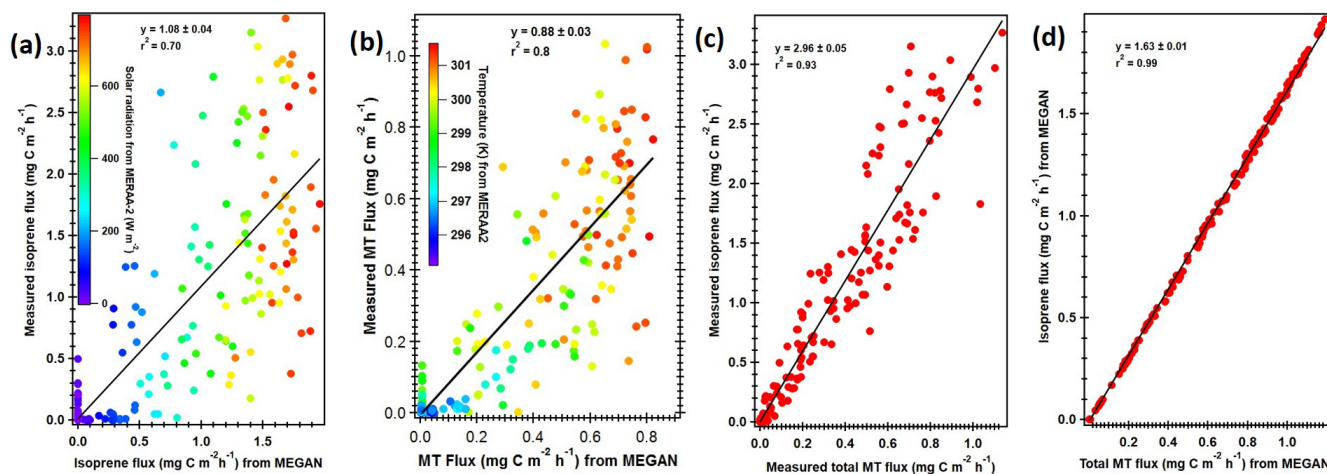 (a)
y = 1.08 ± 0.04
r² = 0.70
Solar radiation from MERAA-2 (W m⁻²)
600
400
200
0
Measured isoprene flux (mg C m⁻² h⁻¹)
3.0
2.5
2.0
1.5
1.0
0.5
0.0
0.0 0.5 1.0 1.5
Isoprene flux (mg C m⁻² h⁻¹) from MEGAN
(b)
y = 0.88 ± 0.03
r² = 0.8
Temperature (K) from MERAA2
301
300
299
298
297
296
Measured MT Flux (mg C m⁻² h⁻¹)
1.0
0.8
0.6
0.4
0.2
0.0
0.0 0.2 0.4 0.6 0.8
MT Flux (mg C m⁻² h⁻¹) from MEGAN
(c)
y = 2.96 ± 0.05
r² = 0.93
Measured isoprene flux (mg C m⁻² h⁻¹)
3.0
2.5
2.0
1.5
1.0
0.5
0.0
0.0 0.2 0.4 0.6 0.8 1.0
Measured total MT flux (mg C m⁻² h⁻¹)
(d)
y = 1.63 ± 0.01
r² = 0.99
Isoprene flux (mg C m⁻² h⁻¹) from MEGAN
1.5
1.0
0.5
0.0
0.2 0.4 0.6 0.8 1.0
Total MT flux (mg C m⁻² h⁻¹) from MEGAN